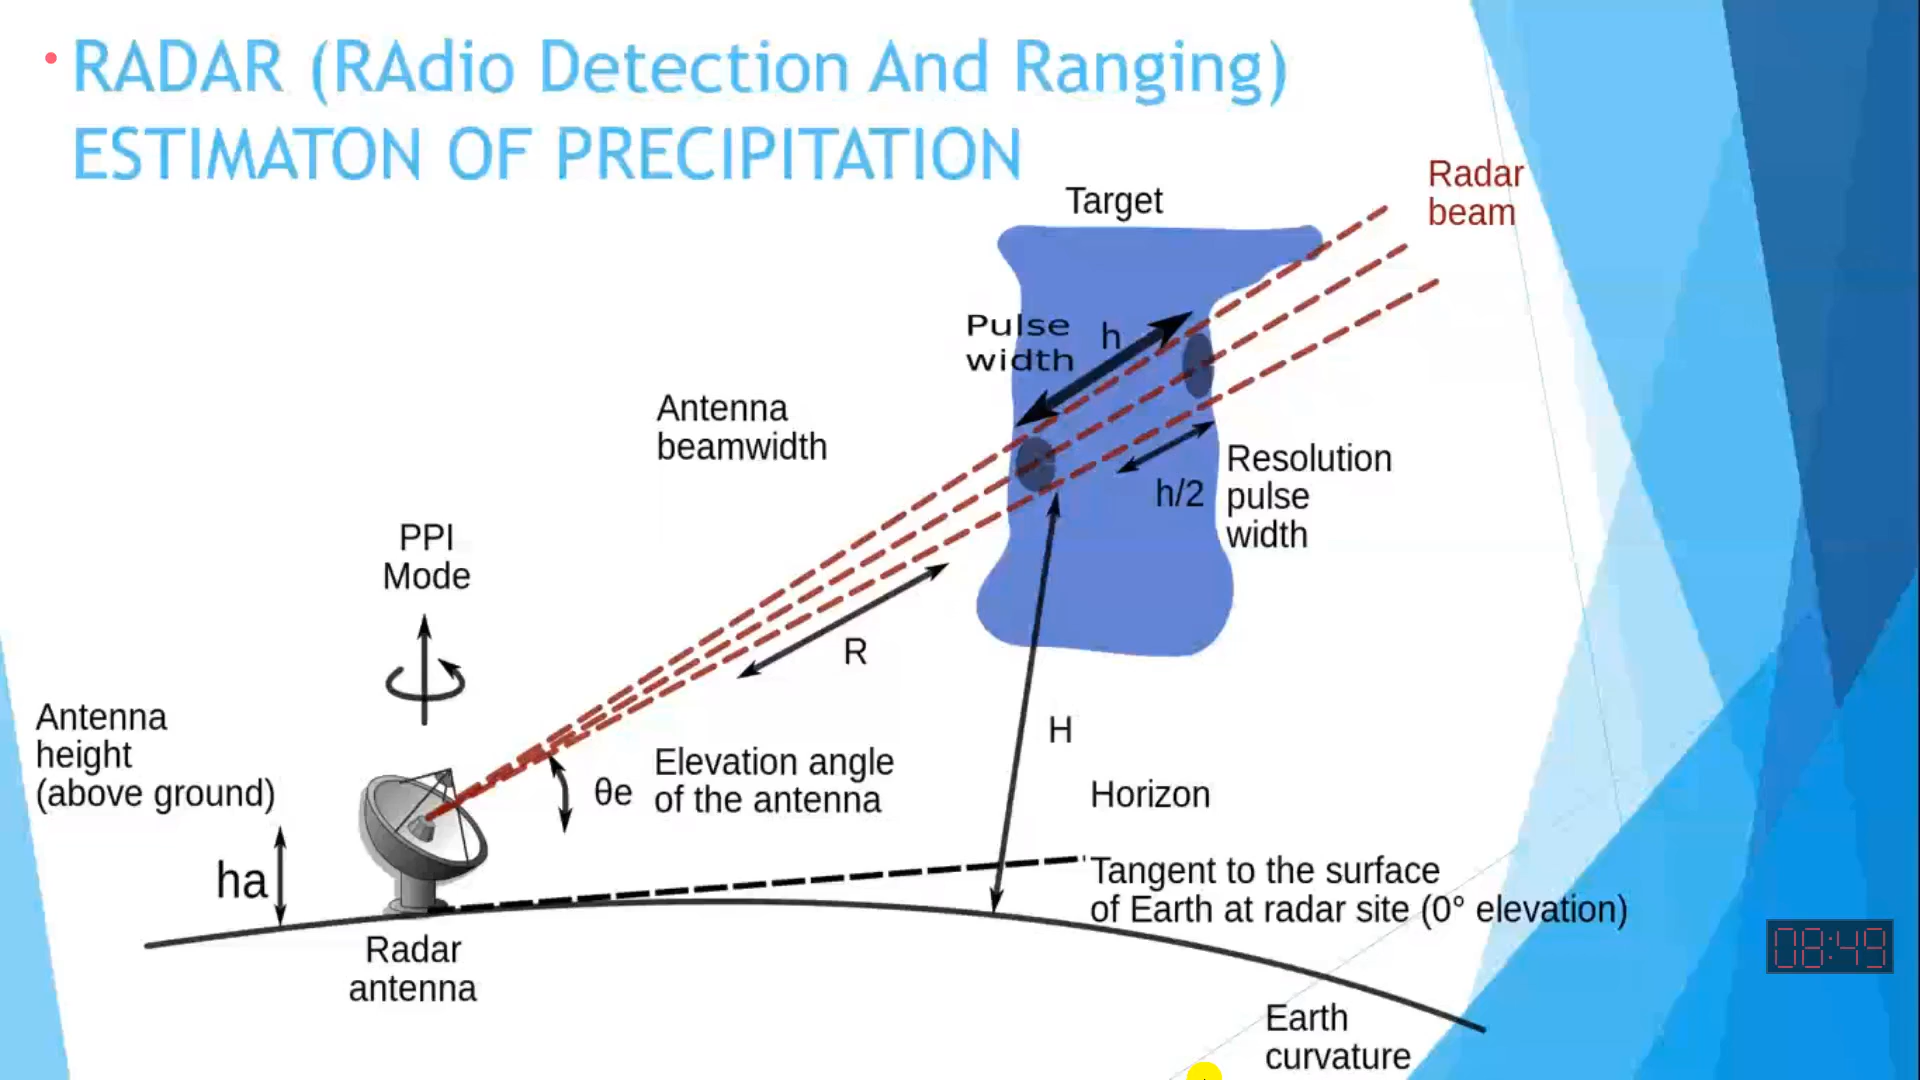 • RADAR (RAdio Detection And Ranging)
ESTIMATON OF PRECIPITATION
Radar
beam
Target
Pulse
width
h
Antenna
beamwidth
Resolution
pulse
width
h/2
PPI
Mode
R
Antenna
height
(above ground)
H
Elevation angle
of the antenna
θe
Horizon
ha
Tangent to the surface
of Earth at radar site (0° elevation)
Radar
antenna
08:49
Earth
curvature